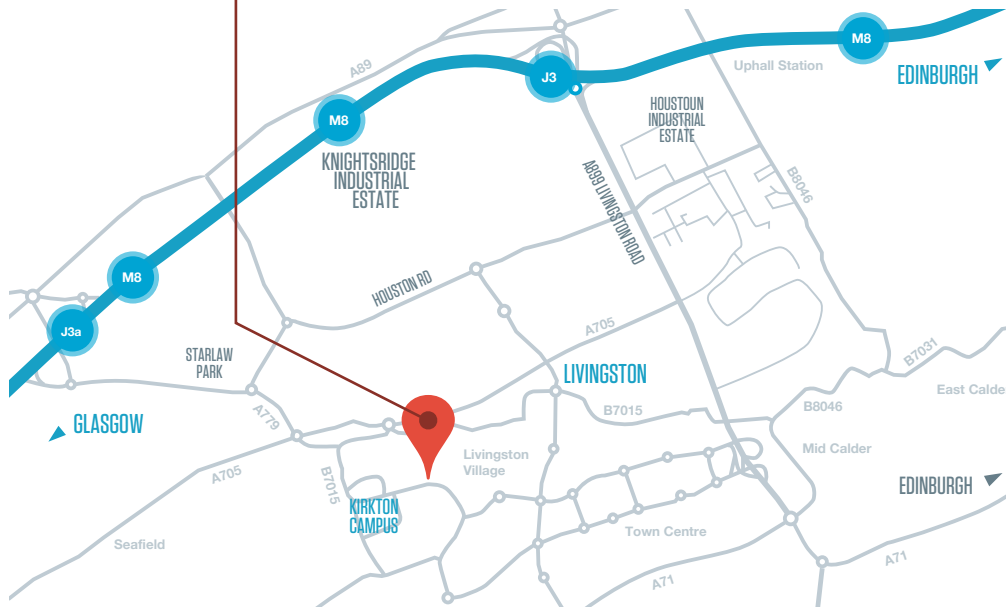 M8
A89
Uphall Station
EDINBURGH
J3
M8
HOUSTOUN
INDUSTRIAL
ESTATE
KNIGHTSRIDGE
INDUSTRIAL
ESTATE
A899 LIVINGSTON ROAD
B8046
M8
HOUSTON RD
J3a
A705
STARLAW
PARK
B7031
LIVINGSTON
East Calde
B8046
B7015
A779
GLASGOW
Mid Calder
Livingston
Village
A705
B7015
EDINBURGH
KIRKTON
CAMPUS
Town Centre
Seafield
A71
A71